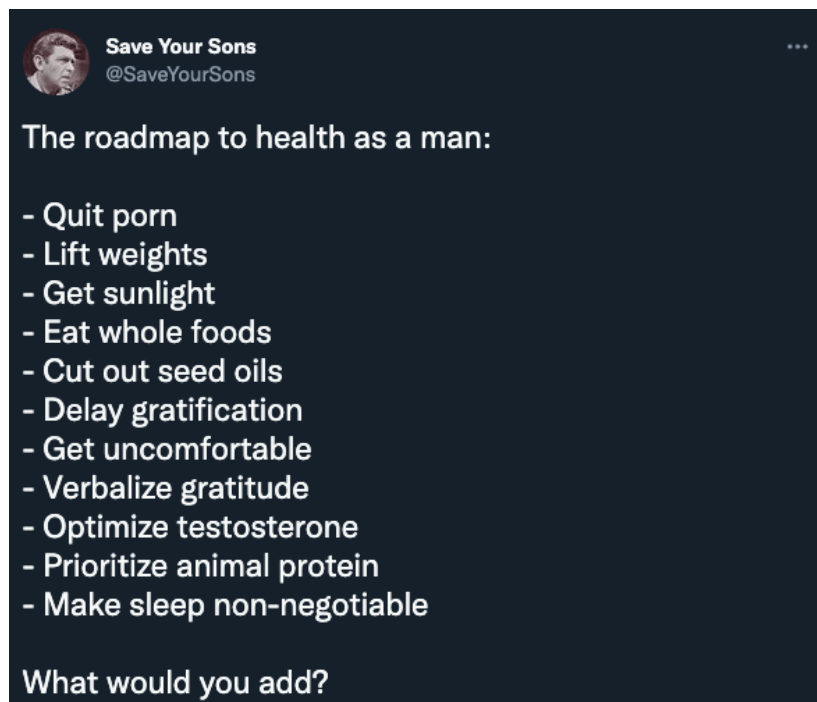 Save Your Sons
@SaveYourSons
The roadmap to health as a man:
- Quit porn
- Lift weights
- Get sunlight
- Eat whole foods
- Cut out seed oils
- Delay gratification
- Get uncomfortable
- Verbalize gratitude
- Optimize testosterone
- Prioritize animal protein
- Make sleep non-negotiable
What would you add?